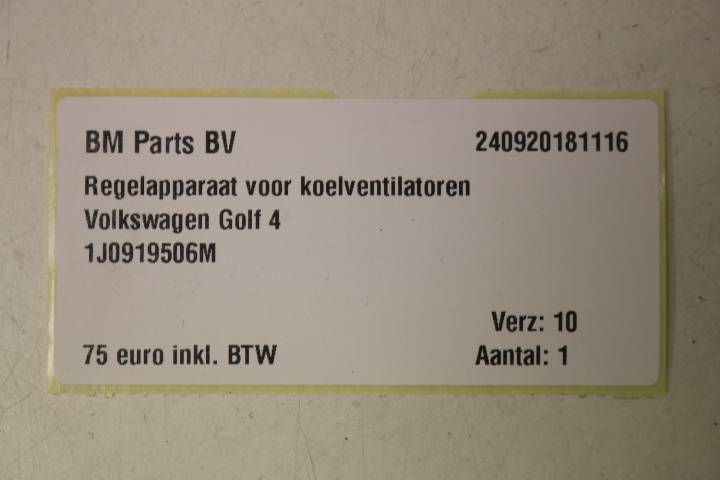 BM Parts BV 240920181116
Regelapparaat voor koelventilatoren
Volkswagen Golf 4
1J0919506M
Verz: 10
75 euro inkl. BTW Aantal: 1